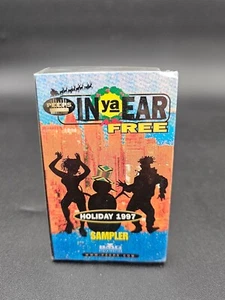 IN ya EAR
FREE
HOLIDAY 1997
SAMPLER